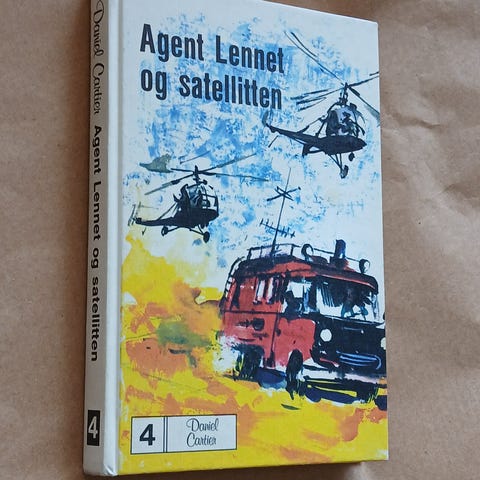 Agent Lennet
og satellitten
4
Daniel
Cartier
Daniel Cartier Agent Lennet og satellitten
4